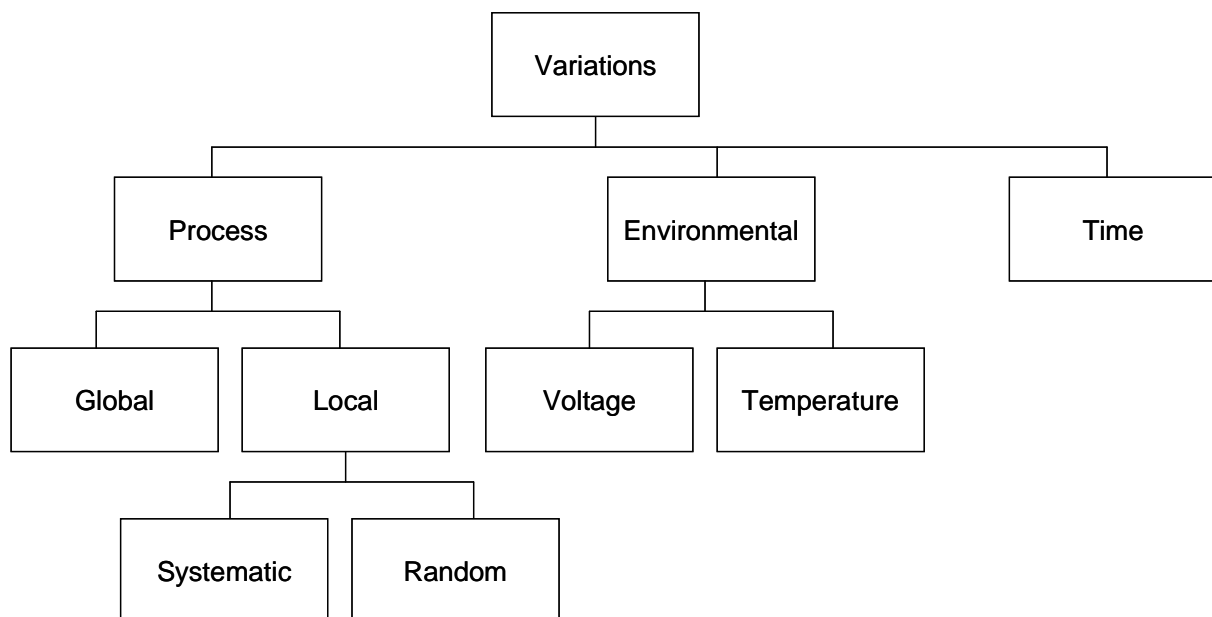 Variations
Process
Environmental
Time
Global
Local
Voltage
Temperature
Systematic
Random